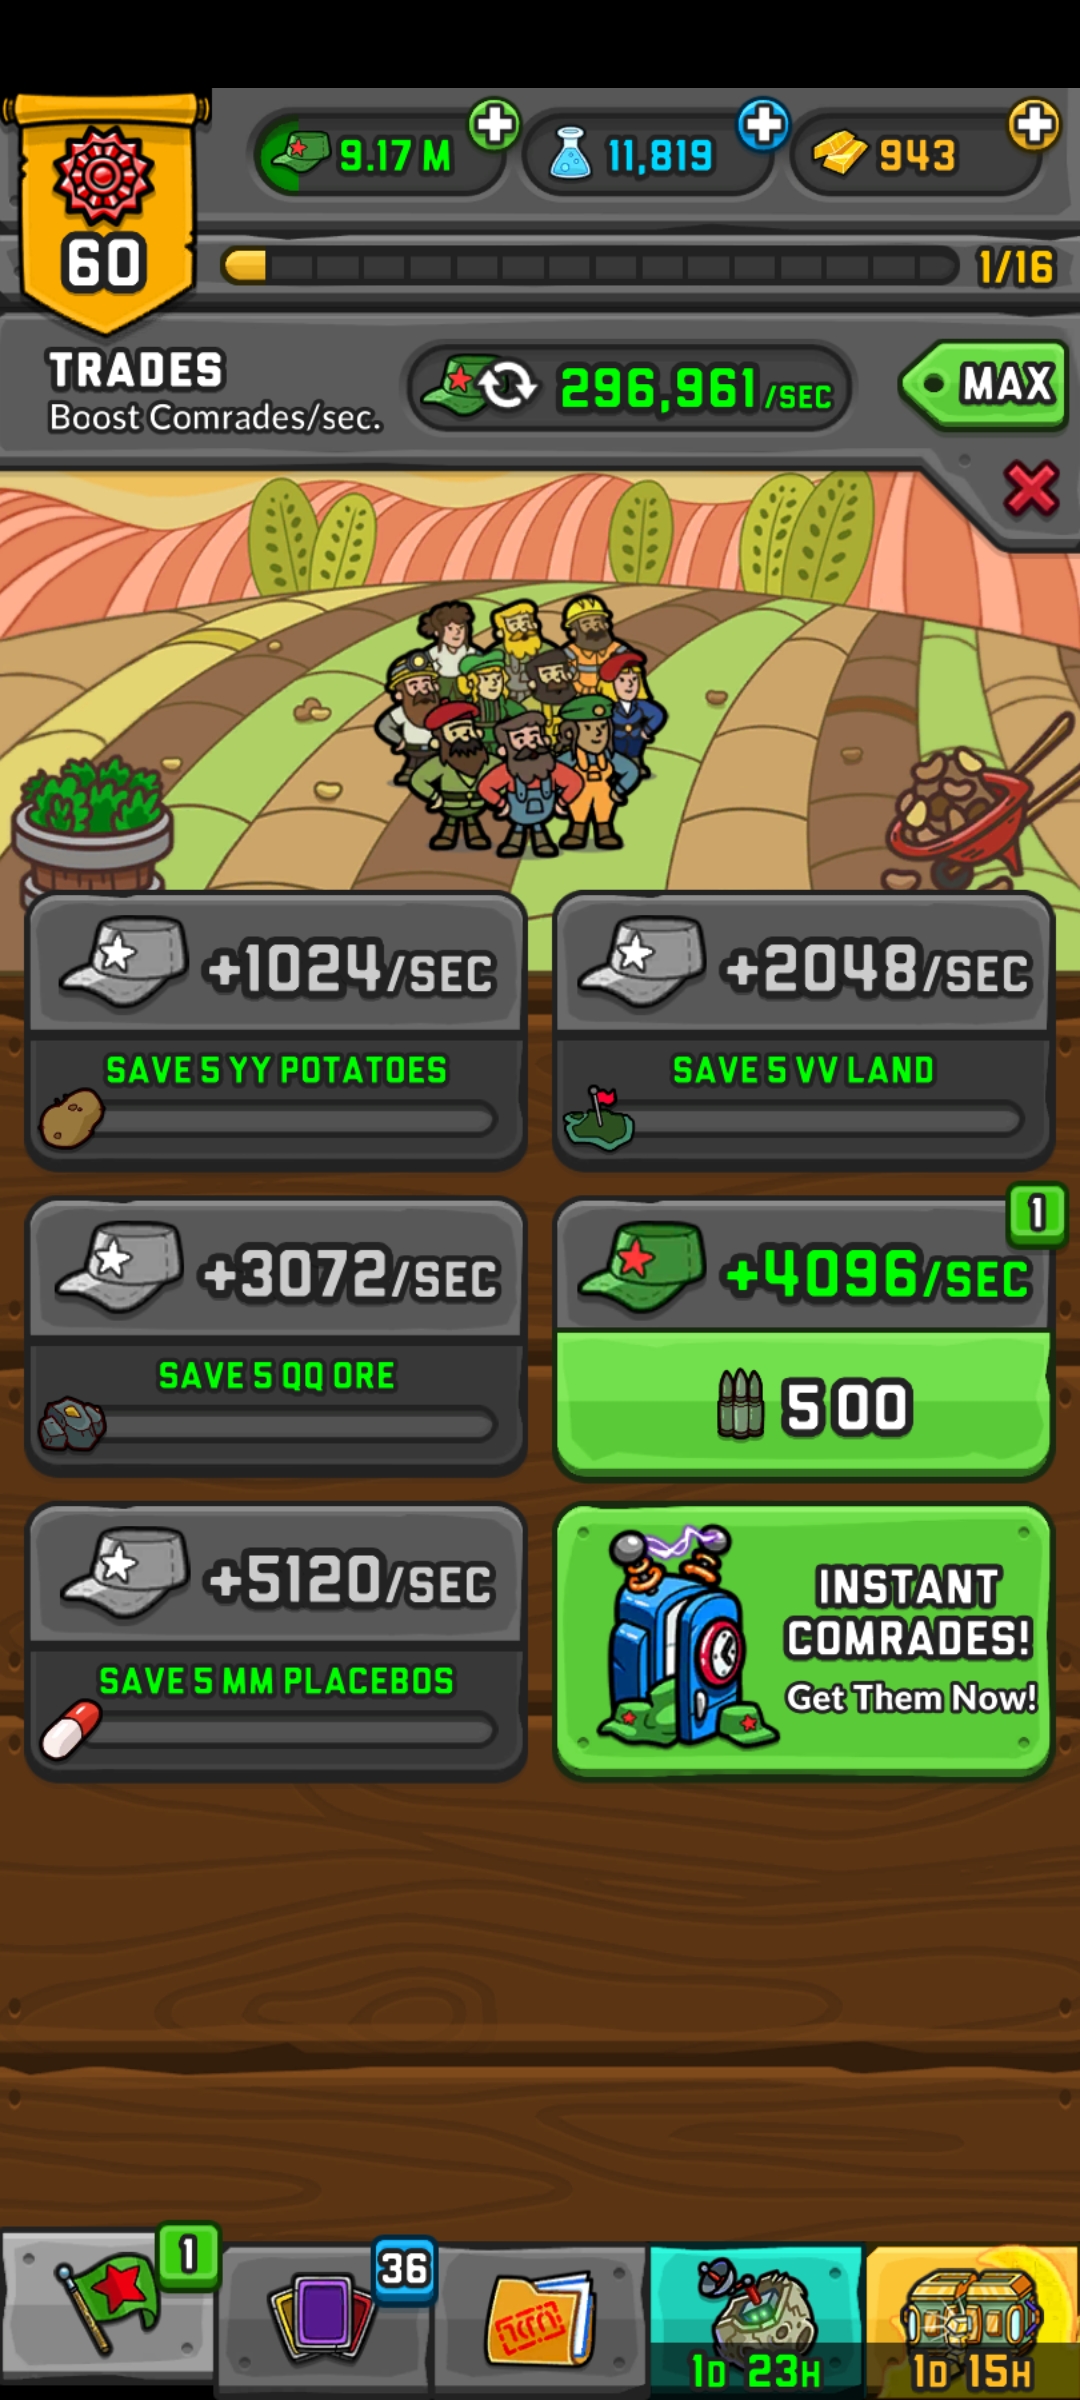 60
9.17 M
11,819
943
1/16
TRADES
Boost Comrades/sec.
296,961/SEC
MAX
+1024/SEC
SAVE 5 YY POTATOES
+2048/SEC
SAVE 5 VV LAND
+3072/SEC
SAVE 5 QQ ORE
1
+4096/SEC
500
+5120/SEC
SAVE 5 MM PLACEBOS
INSTANT
COMRADES!
Get Them Now!
1
36
1D 23H
1D 15H